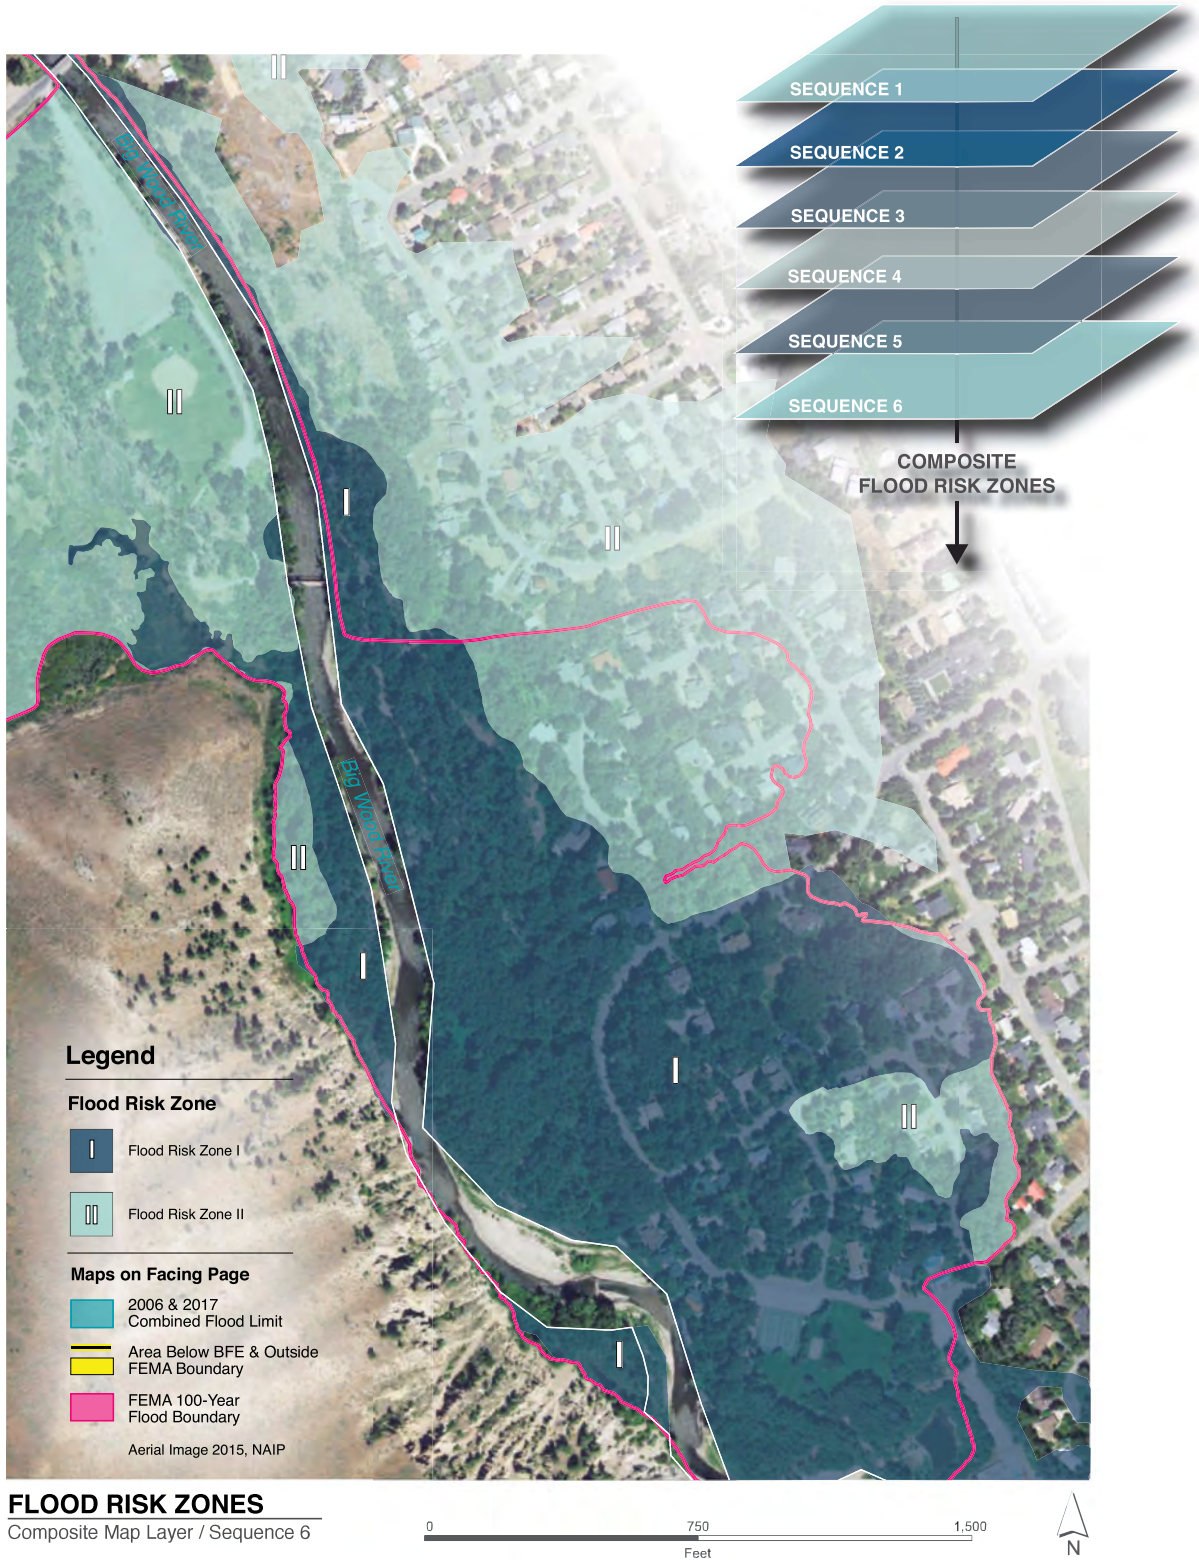 SEQUENCE 1
SEQUENCE 2
SEQUENCE 3
SEQUENCE 4
SEQUENCE 5
SEQUENCE 6
COMPOSITE
FLOOD RISK ZONES
II
Big Wood River
II
I
II
Big Wood River
II
I
I
II
I
Legend
Flood Risk Zone
I Flood Risk Zone I
II Flood Risk Zone II
Maps on Facing Page
2006 & 2017
Combined Flood Limit
Area Below BFE & Outside
FEMA Boundary
FEMA 100-Year
Flood Boundary
Aerial Image 2015, NAIP
FLOOD RISK ZONES
Composite Map Layer / Sequence 6
0 750 1,500
Feet
N